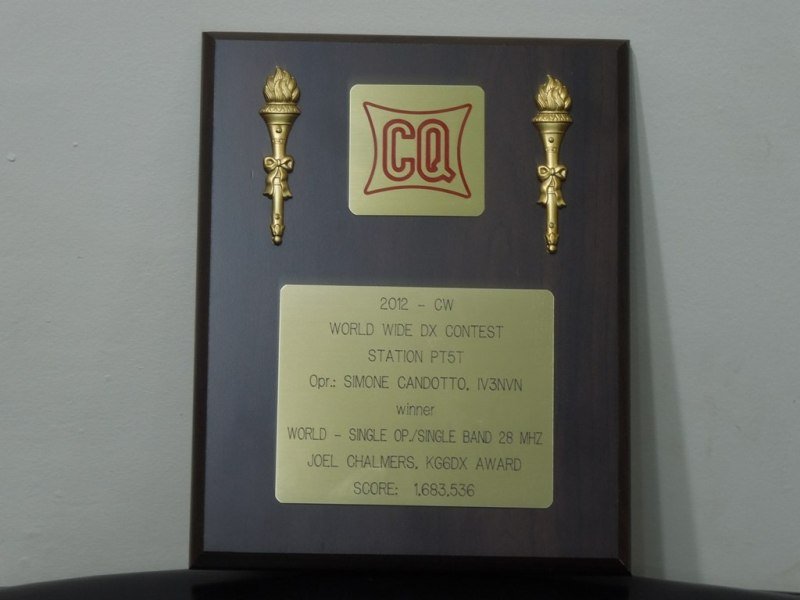 CQ
2012 - CW
WORLD WIDE DX CONTEST
STATION PT5T
Opr.: SIMONE CANDOTTO, IV3NVN
winner
WORLD - SINGLE OP./SINGLE BAND 28 MHZ
JOEL CHALMERS, KG6DX AWARD
SCORE: 1,683,536